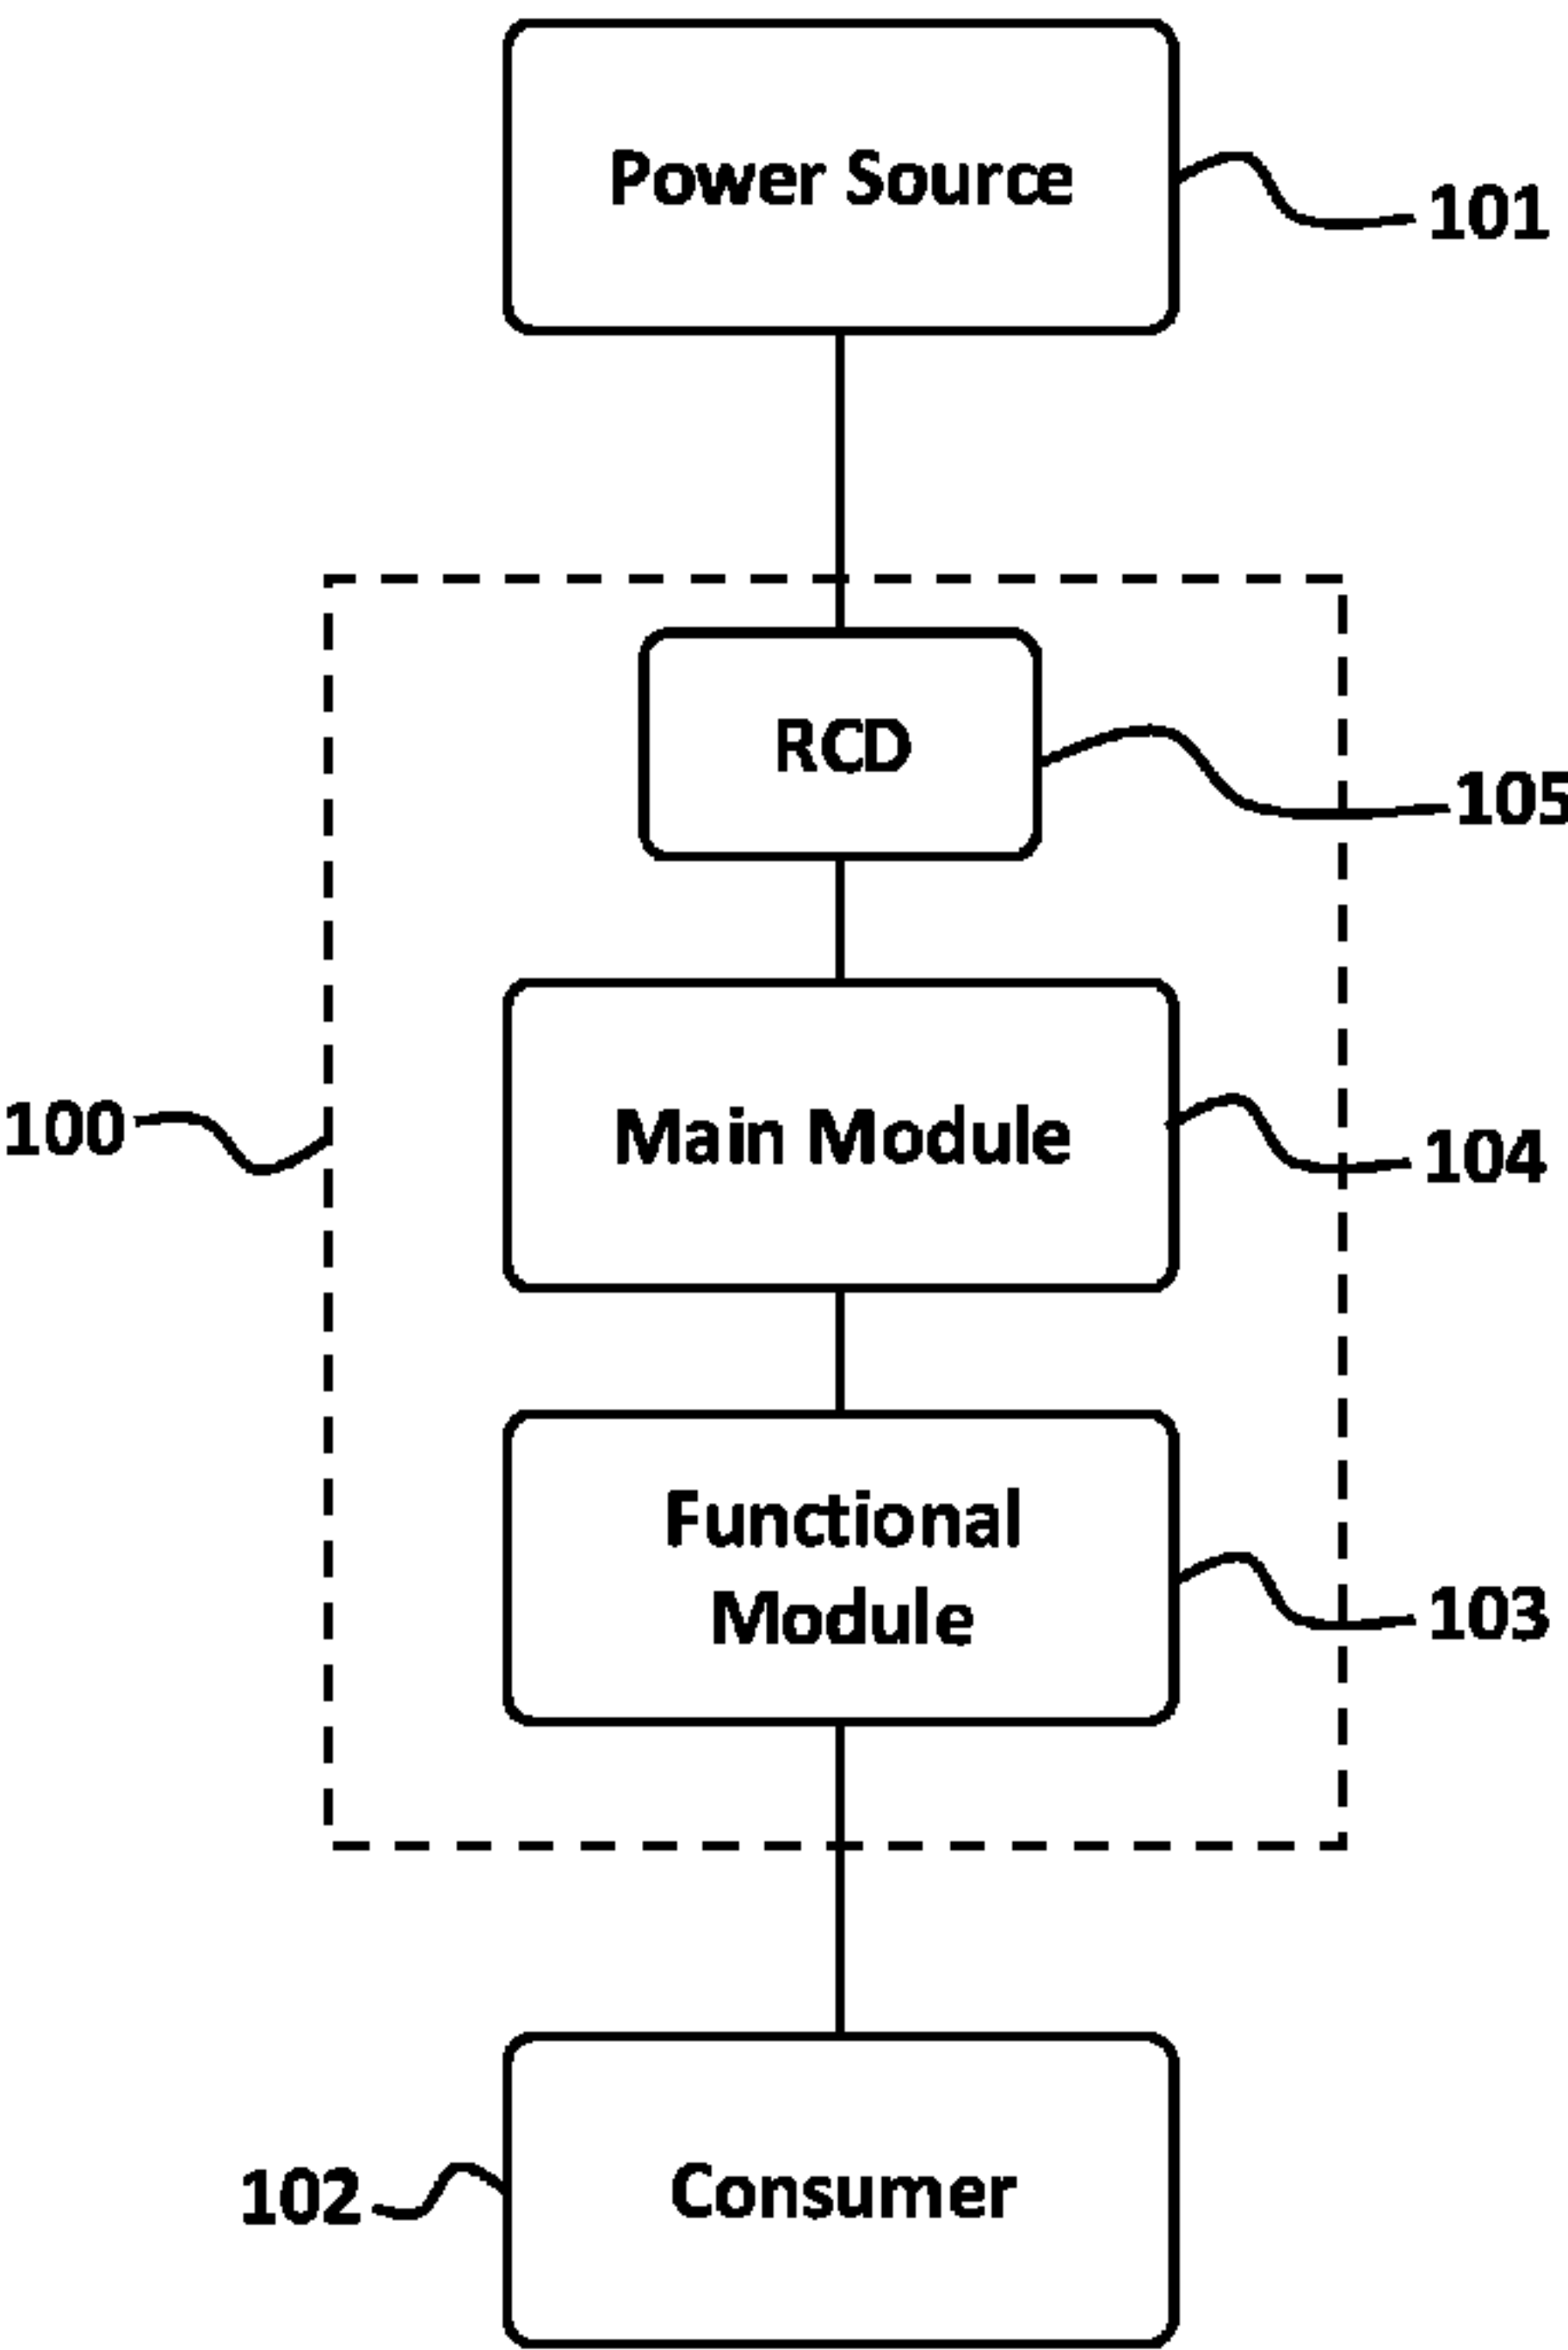 Power Source
101
RCD
105
100
Main Module
104
Functional
Module
103
102
Consumer